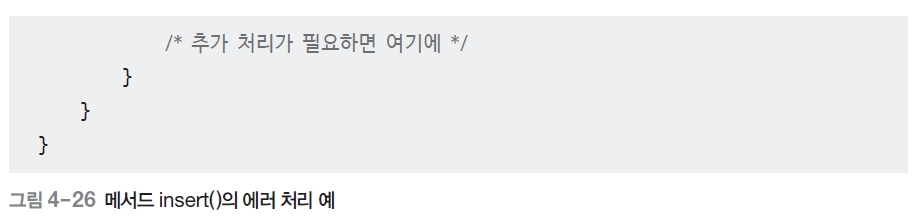 /* 추가 처리가 필요하면 여기에 */
}
}
}
그림 4-26 메서드 insert()의 에러 처리 예